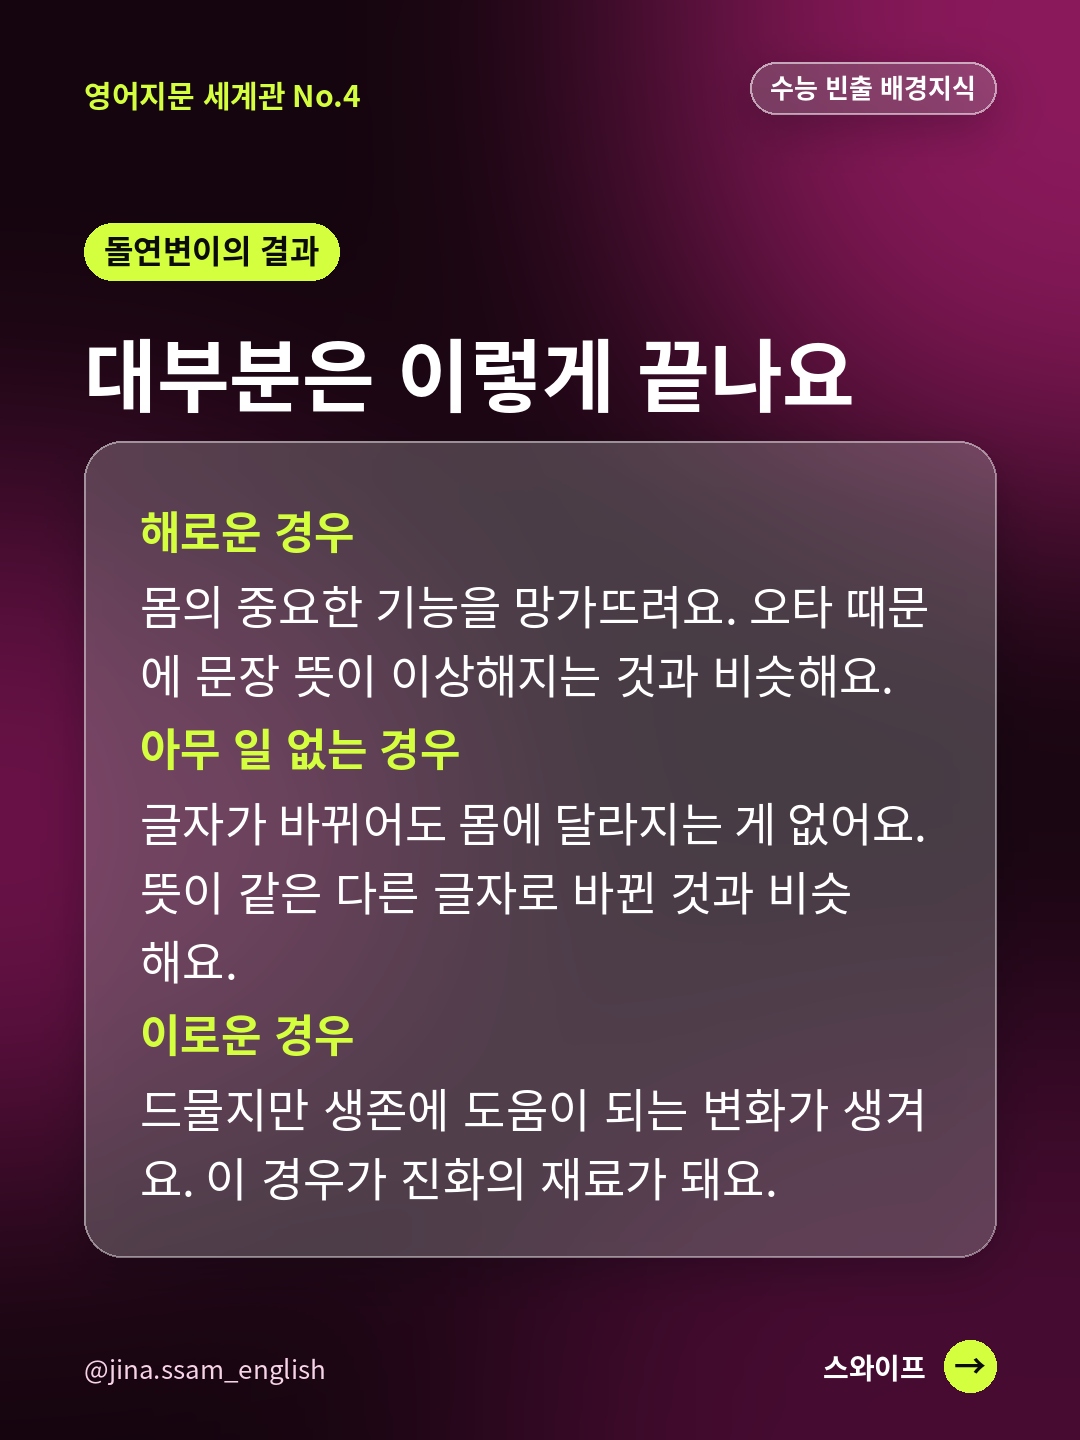 영어지문 세계관 No.4
수능 빈출 배경지식
돌연변이의 결과
대부분은 이렇게 끝나요
해로운 경우
몸의 중요한 기능을 망가뜨려요. 오타 때문
에 문장 뜻이 이상해지는 것과 비슷해요.
아무 일 없는 경우
글자가 바뀌어도 몸에 달라지는 게 없어요.
뜻이 같은 다른 글자로 바뀐 것과 비슷
해요.
이로운 경우
드물지만 생존에 도움이 되는 변화가 생겨
요. 이 경우가 진화의 재료가 돼요.
@jina.ssam_english
스와이프 →